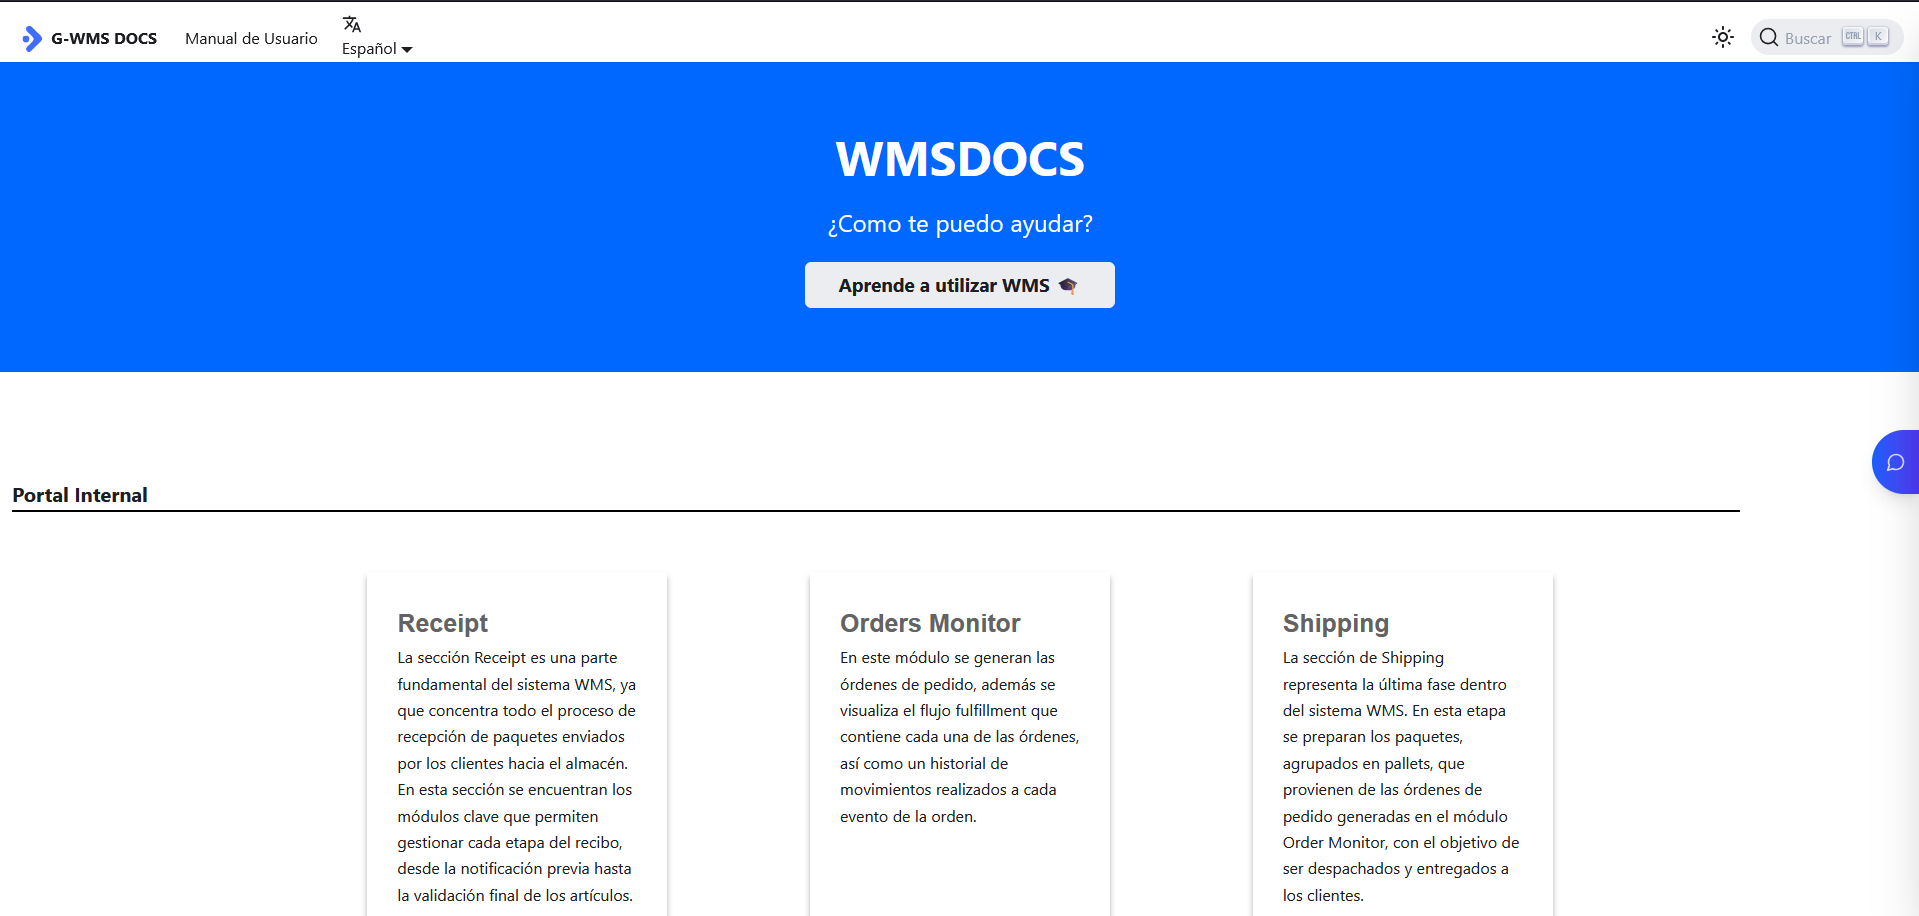 G-WMS DOCS
Manual de Usuario
Español
Buscar
CTRL
K
WMSDOCS
¿Como te puedo ayudar?
Aprende a utilizar WMS 🎓
Portal Internal
Receipt
La sección Receipt es una parte
fundamental del sistema WMS, ya
que concentra todo el proceso de
recepción de paquetes enviados
por los clientes hacia el almacén.
En esta sección se encuentran los
módulos clave que permiten
gestionar cada etapa del recibo,
desde la notificación previa hasta
la validación final de los artículos.
Orders Monitor
En este módulo se generan las
órdenes de pedido, además se
visualiza el flujo fulfillment que
contiene cada una de las órdenes,
así como un historial de
movimientos realizados a cada
evento de la orden.
Shipping
La sección de Shipping
representa la última fase dentro
del sistema WMS. En esta etapa
se preparan los paquetes,
agrupados en pallets, que
provienen de las órdenes de
pedido generadas en el módulo
Order Monitor, con el objetivo de
ser despachados y entregados a
los clientes.